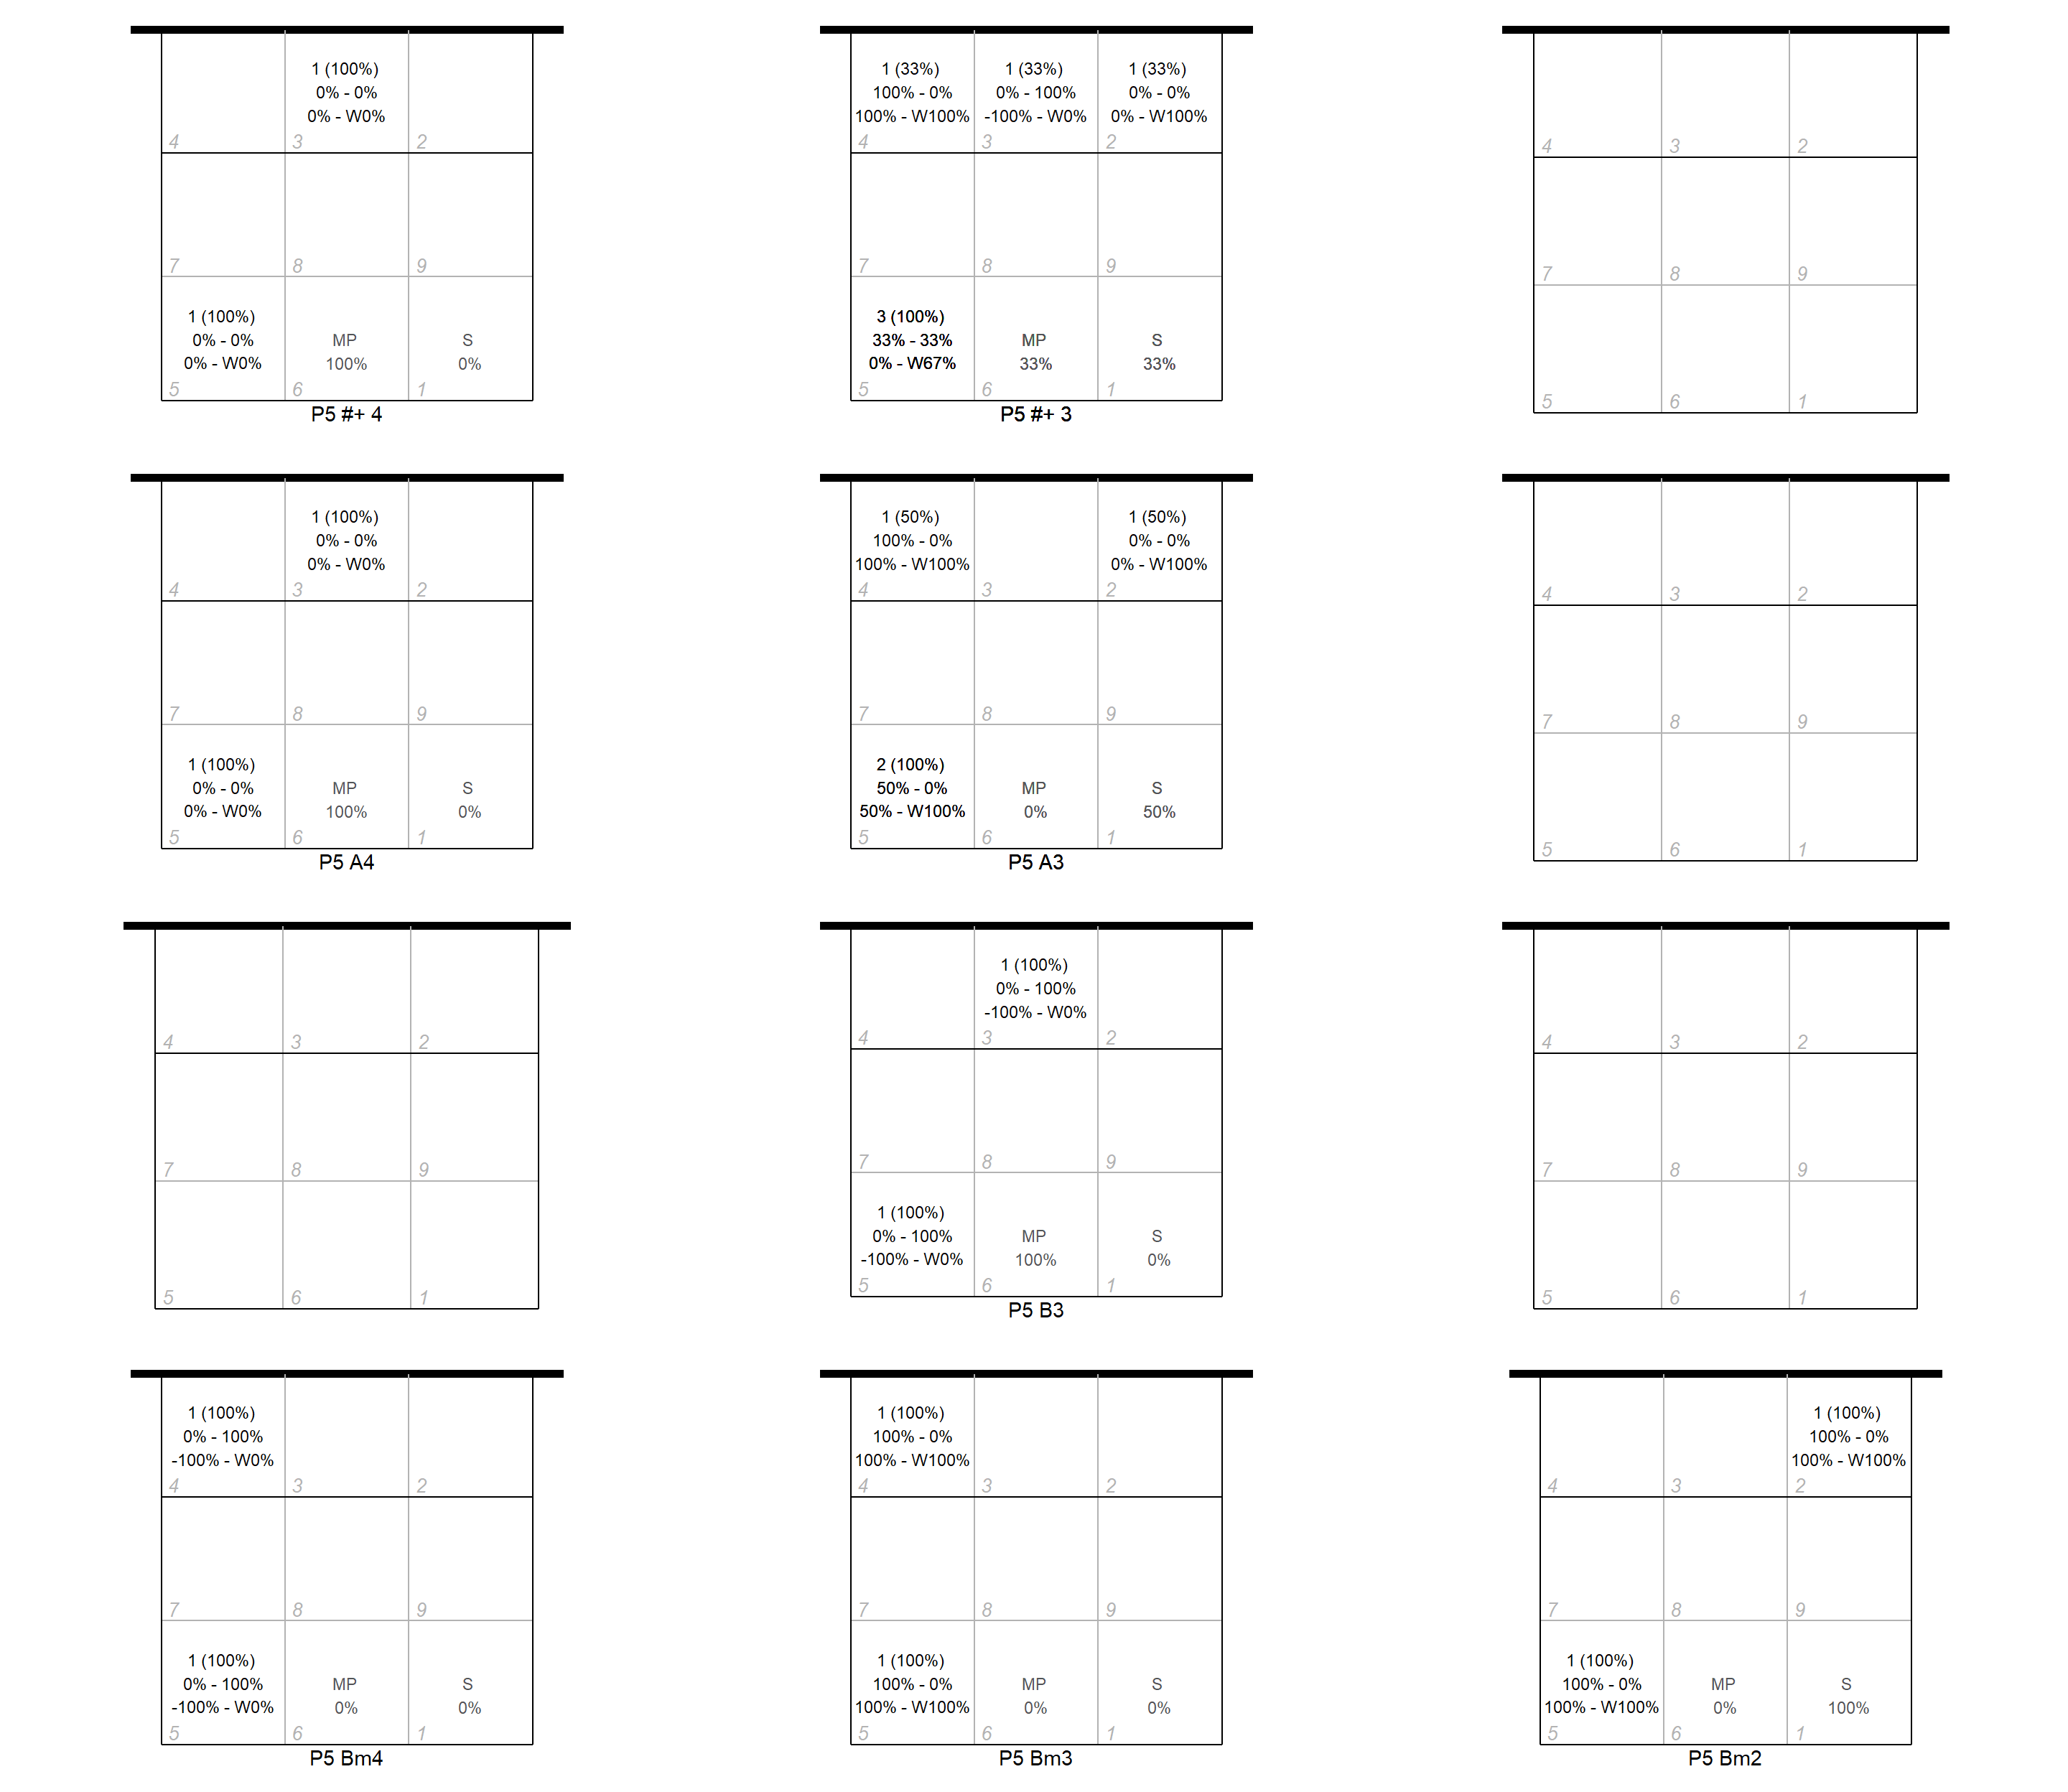 1 (100%)
0% - 0%
0% - W0%
4 3 2
7 8 9
1 (100%)
0% - 0%
0% - W0%
MP
100%
S
0%
5 6 1
P5 #+ 4
1 (33%)
100% - 0%
100% - W100%
1 (33%)
0% - 100%
-100% - W0%
1 (33%)
0% - 0%
0% - W100%
4 3 2
7 8 9
3 (100%)
33% - 33%
0% - W67%
MP
33%
S
33%
5 6 1
P5 #+ 3
4 3 2
7 8 9
5 6 1
1 (100%)
0% - 0%
0% - W0%
4 3 2
7 8 9
1 (100%)
0% - 0%
0% - W0%
MP
100%
S
0%
5 6 1
P5 A4
1 (50%)
100% - 0%
100% - W100%
1 (50%)
0% - 0%
0% - W100%
4 3 2
7 8 9
2 (100%)
50% - 0%
50% - W100%
MP
0%
S
50%
5 6 1
P5 A3
4 3 2
7 8 9
5 6 1
4 3 2
7 8 9
5 6 1
1 (100%)
0% - 100%
-100% - W0%
4 3 2
7 8 9
1 (100%)
0% - 100%
-100% - W0%
MP
100%
S
0%
5 6 1
P5 B3
4 3 2
7 8 9
5 6 1
1 (100%)
0% - 100%
-100% - W0%
4 3 2
7 8 9
1 (100%)
0% - 100%
-100% - W0%
MP
0%
S
0%
5 6 1
P5 Bm4
1 (100%)
100% - 0%
100% - W100%
4 3 2
7 8 9
1 (100%)
100% - 0%
100% - W100%
MP
0%
S
0%
5 6 1
P5 Bm3
1 (100%)
100% - 0%
100% - W100%
4 3 2
7 8 9
1 (100%)
100% - 0%
100% - W100%
MP
0%
S
100%
5 6 1
P5 Bm2